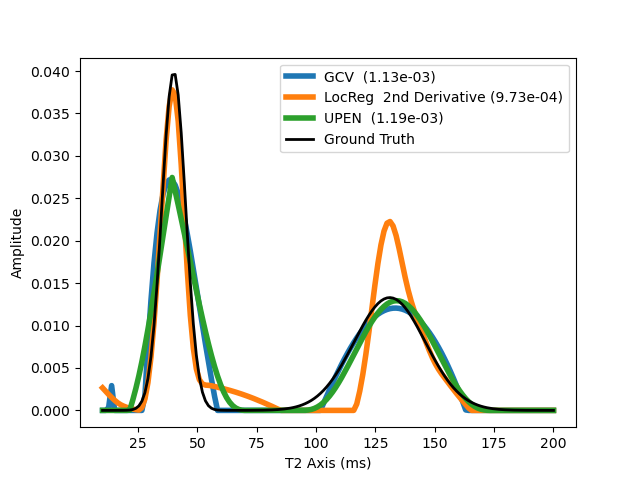 GCV  (1.13e-03)
LocReg  2nd Derivative (9.73e-04)
UPEN  (1.19e-03)
Ground Truth
0.040
0.035
0.030
0.025
0.020
0.015
0.010
0.005
0.000
Amplitude
25 50 75 100 125 150 175 200
T2 Axis (ms)